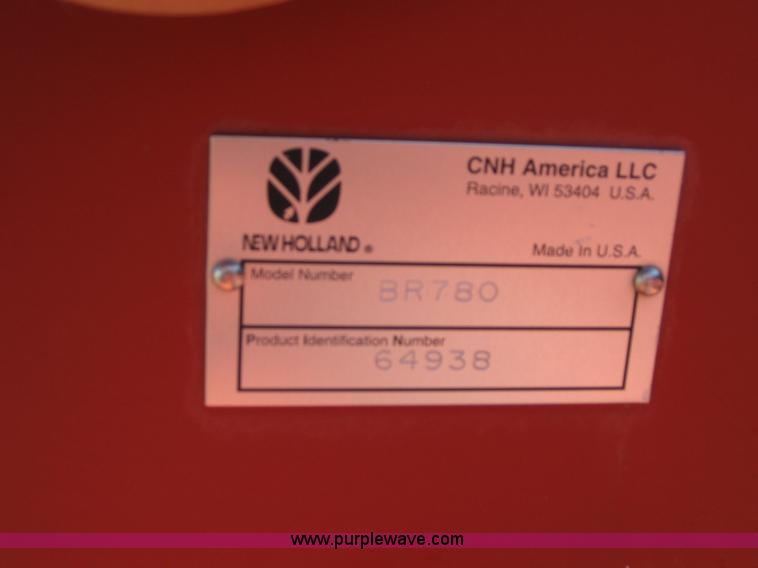 CNH America LLC
Racine, WI 53404 U.S.A.
NEW HOLLAND ®
Made in U.S.A.
Model Number
BR780
Product Identification Number
64938
www.purplewave.com